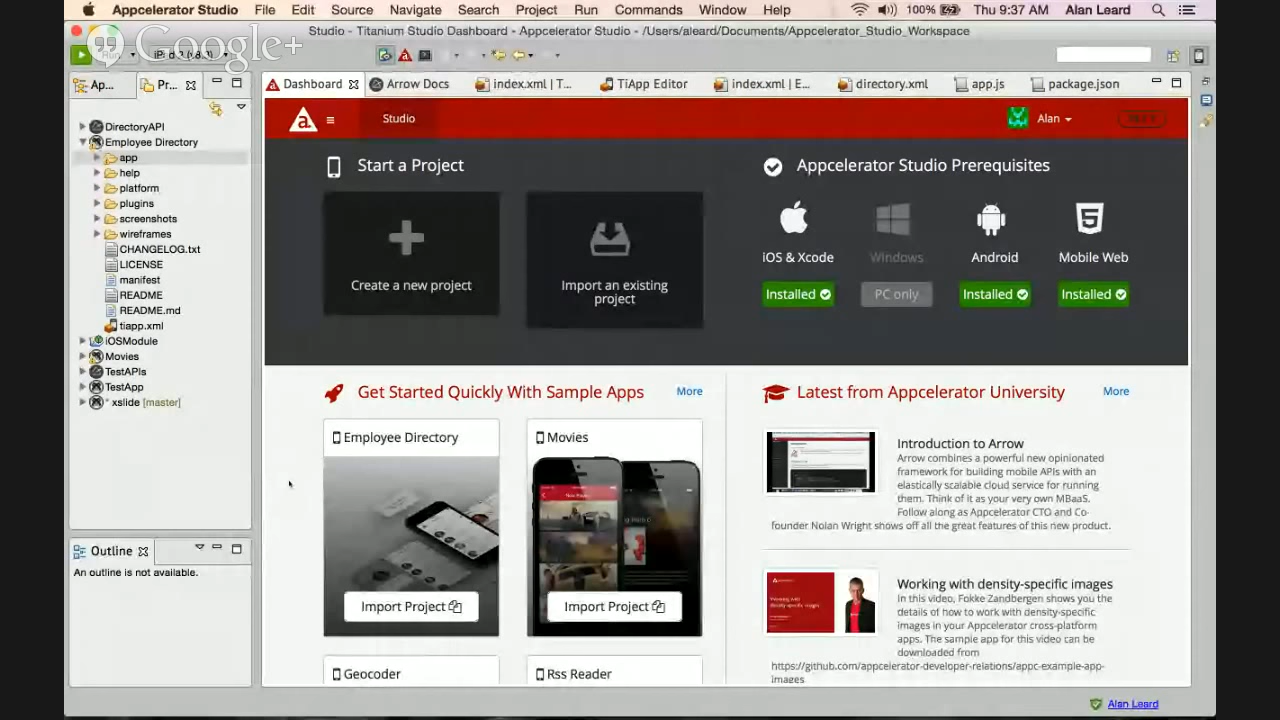 Appcelerator Studio File Edit Source Navigate Search Project Run Commands Window Help 100% Thu 9:37 AM Alan Leard
Studio - Titanium Studio Dashboard - Appcelerator Studio - /Users/aleard/Documents/Appcelerator_Studio_Workspace
Google+
Ap... Pr... Dashboard Arrow Docs index.xml | T... TiApp Editor index.xml | E... directory.xml app.js package.json
Studio
Alan
DirectoryAPI
Employee Directory
app
help
platform
plugins
screenshots
wireframes
CHANGELOG.txt
LICENSE
manifest
README
README.md
tiapp.xml
iOSModule
Movies
TestAPIs
TestApp
* xslide [master]
Outline
An outline is not available.
Start a Project
Create a new project
Import an existing
project
Appcelerator Studio Prerequisites
iOS & Xcode Windows Android Mobile Web
Installed PC only Installed Installed
Get Started Quickly With Sample Apps More
Employee Directory
Import Project
Movies
Import Project
Geocoder
Rss Reader
Latest from Appcelerator University More
Introduction to Arrow
Arrow combines a powerful new opinionated
framework for building mobile APIs with an
elastically scalable cloud service for running
them. Think of it as your very own MBaaS.
Follow along as Appcelerator CTO and Co-
founder Nolan Wright shows off all the great features of this new product.
Working with density-specific images
In this video, Fokke Zandbergen shows you the
details of how to work with density-specific
images in your Appcelerator cross-platform
apps. The sample app for this video can be
downloaded from
https://github.com/appcelerator-developer-relations/appc-example-app-
images
Alan Leard